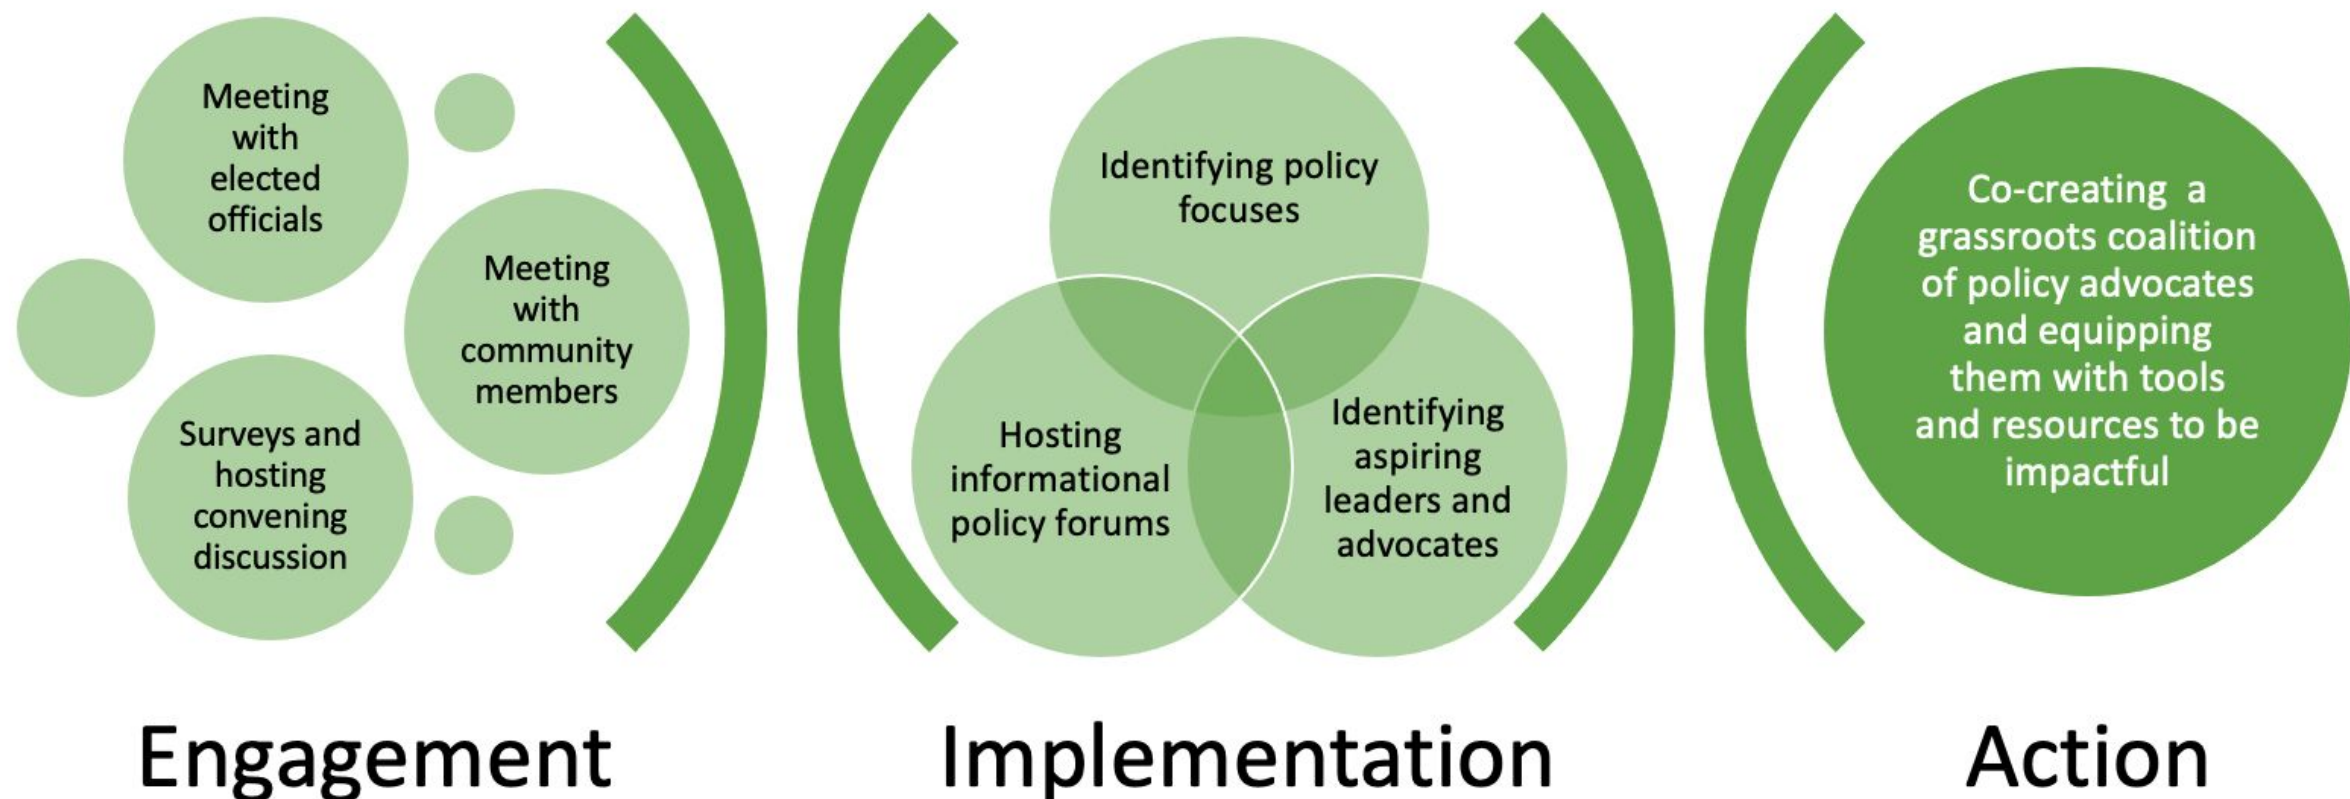 Meeting
with
elected
officials
Meeting
with
community
members
Surveys and
hosting
convening
discussion
Engagement
Identifying policy
focuses
Hosting
informational
policy forums
Identifying
aspiring
leaders and
advocates
Implementation
Co-creating a
grassroots coalition
of policy advocates
and equipping
them with tools
and resources to be
impactful
Action